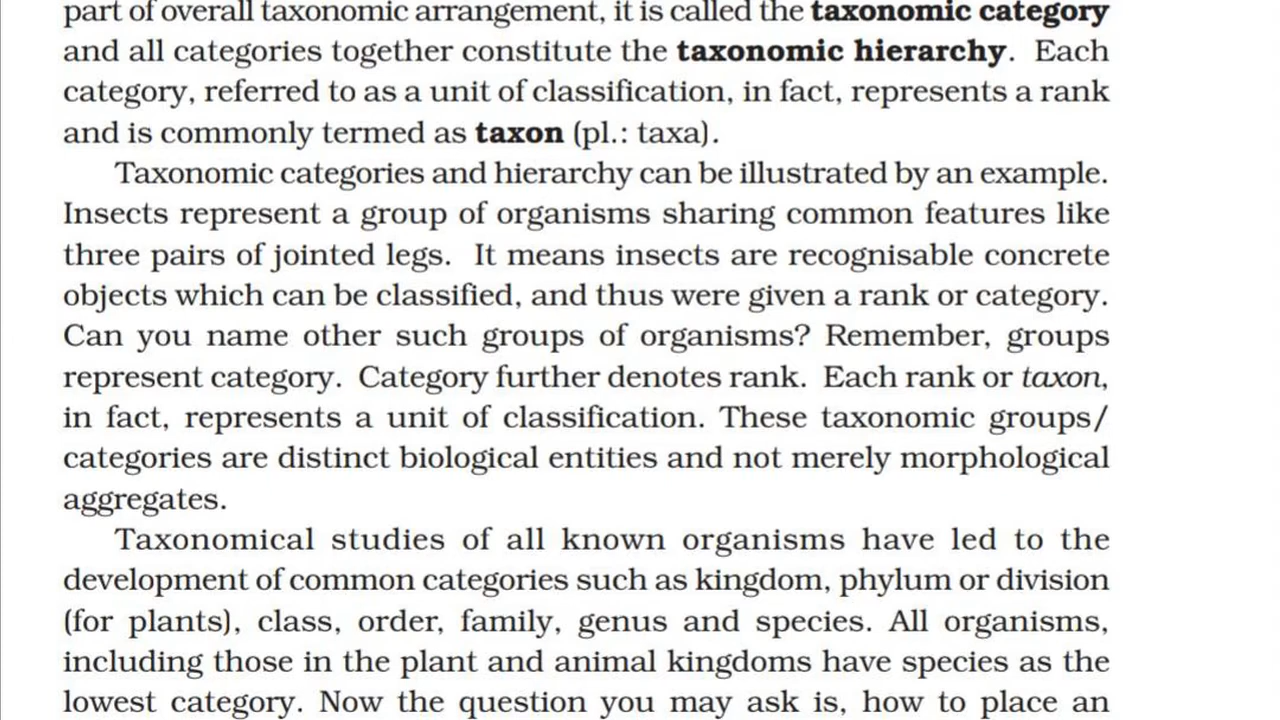 part of overall taxonomic arrangement, it is called the taxonomic category
and all categories together constitute the taxonomic hierarchy. Each
category, referred to as a unit of classification, in fact, represents a rank
and is commonly termed as taxon (pl.: taxa).
Taxonomic categories and hierarchy can be illustrated by an example.
Insects represent a group of organisms sharing common features like
three pairs of jointed legs. It means insects are recognisable concrete
objects which can be classified, and thus were given a rank or category.
Can you name other such groups of organisms? Remember, groups
represent category. Category further denotes rank. Each rank or taxon,
in fact, represents a unit of classification. These taxonomic groups/
categories are distinct biological entities and not merely morphological
aggregates.
Taxonomical studies of all known organisms have led to the
development of common categories such as kingdom, phylum or division
(for plants), class, order, family, genus and species. All organisms,
including those in the plant and animal kingdoms have species as the
lowest category. Now the question you may ask is, how to place an